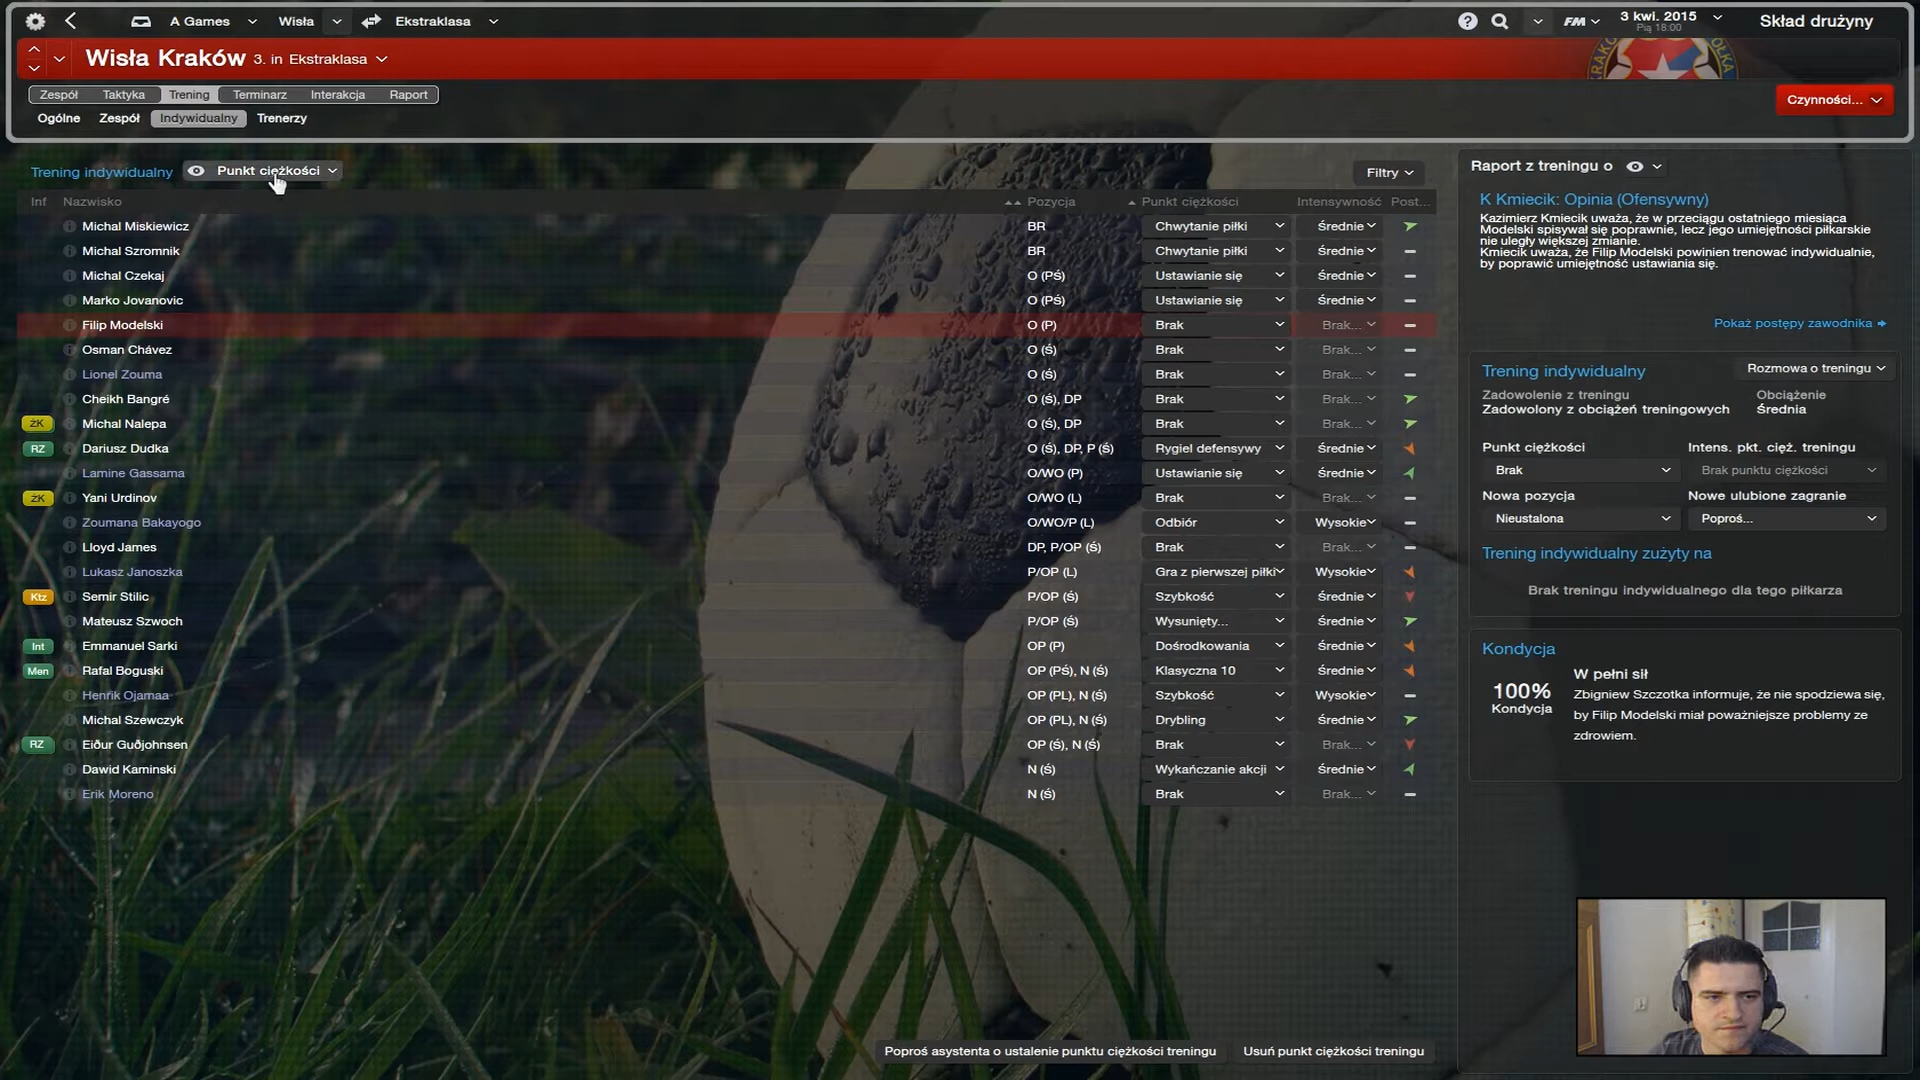 A Games Wisła Ekstraklasa ? FM 3 kwi. 2015 Skład drużyny
Pią 18:00
Wisła Kraków 3. in Ekstraklasa
Zespół Taktyka Trening Terminarz Interakcja Raport
Czynności...
Ogólne Zespół Indywidualny Trenerzy
Trening indywidualny Punkt ciężkości Filtry
Inf Nazwisko Pozycja Punkt ciężkości Intensywność Post...
Michal Miskiewicz BR Chwytanie piłki Średnie
Michal Szromnik BR Chwytanie piłki Średnie
Michal Czekaj O (PŚ) Ustawianie się Średnie
Marko Jovanovic O (PŚ) Ustawianie się Średnie
Filip Modelski O (P) Brak Brak...
Osman Chávez O (Ś) Brak Brak...
Lionel Zouma O (Ś) Brak Brak...
Cheikh Bangré O (Ś), DP Brak Brak...
ŻK Michal Nalepa O (Ś), DP Brak Brak...
RZ Dariusz Dudka O (Ś), DP, P (Ś) Rygiel defensywy Średnie
Lamine Gassama O/WO (P) Ustawianie się Średnie
ŻK Yani Urdinov O/WO (L) Brak Brak...
Zoumana Bakayogo O/WO/P (L) Odbiór Wysokie
Lloyd James DP, P/OP (Ś) Brak Brak...
Lukasz Janoszka P/OP (L) Gra z pierwszej piłki Wysokie
Ktz Semir Stilic P/OP (Ś) Szybkość Średnie
Mateusz Szwoch P/OP (Ś) Wysunięty... Średnie
Int Emmanuel Sarki OP (P) Dośrodkowania Średnie
Men Rafal Boguski OP (PŚ), N (Ś) Klasyczna 10 Średnie
Henrik Ojamaa OP (PL), N (Ś) Szybkość Wysokie
Michal Szewczyk OP (PL), N (Ś) Drybling Średnie
RZ Eiður Guðjohnsen OP (Ś), N (Ś) Brak Brak...
Dawid Kaminski N (Ś) Wykańczanie akcji Średnie
Erik Moreno N (Ś) Brak Brak...
Poproś asystenta o ustalenie punktu ciężkości treningu Usuń punkt ciężkości treningu
Raport z treningu o
K Kmiecik: Opinia (Ofensywny)
Kazimierz Kmiecik uważa, że w przeciągu ostatniego miesiąca
Modelski spisywał się poprawnie, lecz jego umiejętności piłkarskie
nie uległy większej zmianie.
Kmiecik uważa, że Filip Modelski powinien trenować indywidualnie,
by poprawić umiejętność ustawiania się.
Pokaż postępy zawodnika
Trening indywidualny Rozmowa o treningu
Zadowolenie z treningu Obciążenie
Zadowolony z obciążeń treningowych Średnia
Punkt ciężkości Intens. pkt. cięż. treningu
Brak Brak punktu ciężkości
Nowa pozycja Nowe ulubione zagranie
Nieustalona Poproś...
Trening indywidualny zużyty na
Brak treningu indywidualnego dla tego piłkarza
Kondycja
W pełni sił
100%
Kondycja
Zbigniew Szczotka informuje, że nie spodziewa się,
by Filip Modelski miał poważniejsze problemy ze
zdrowiem.